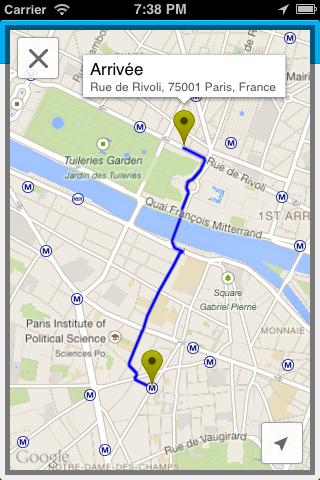 Carrier 7:38 PM
Arrivée
Rue de Rivoli, 75001 Paris, France
Mairi
Tuileries Garden
Jardin des Tuileries
Rue de Rivoli
Quai François Mitterrand
1ST ARR
Square
Gabriel Pierné
Paris Institute of
Political Science
Sciences Po
MONNAIE
Rue de Vaugirard
Google
NOTRE-DAME-DES-CHAMPS